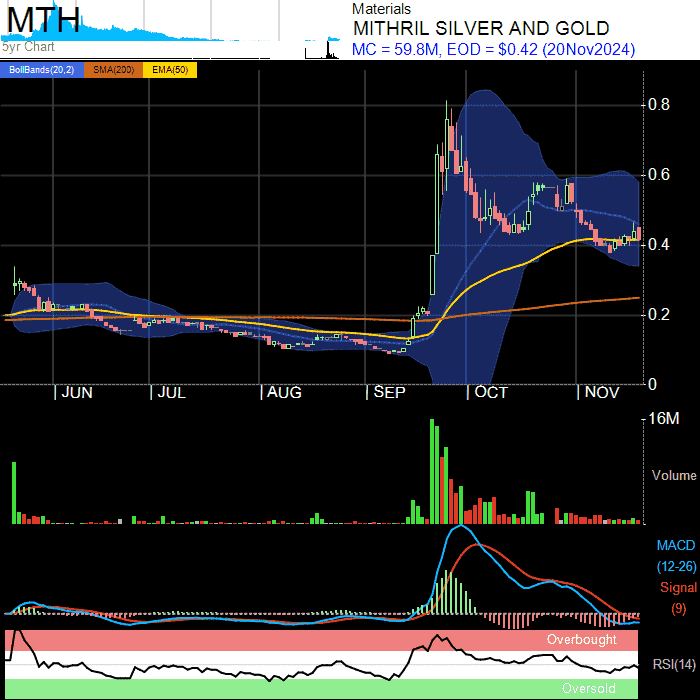 MTH
5yr Chart
Materials
MITHRIL SILVER AND GOLD
MC = 59.8M, EOD = $0.42 (20Nov2024)
BollBands(20,2) SMA(200) EMA(50)
0.8
0.6
0.4
0.2
0
JUN JUL AUG SEP OCT NOV
16M
Volume
MACD
(12-26)
Signal
(9)
Overbought
RSI(14)
Oversold